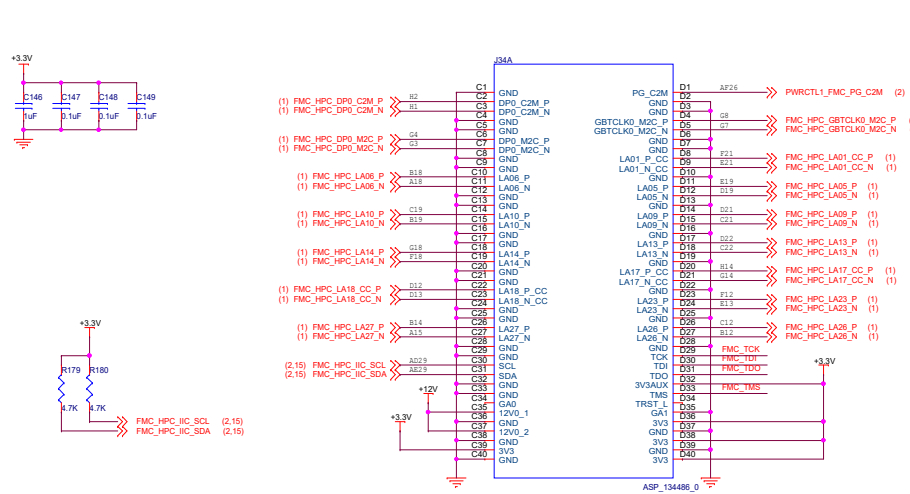 +3.3V
C146
C147
C148
C149
1uF
0.1uF
0.1uF
0.1uF
+3.3V
R179
R180
4.7K
4.7K
FMC_HPC_IIC_SCL (2,15)
FMC_HPC_IIC_SDA (2,15)
J34A
(1) FMC_HPC_DP0_C2M_P H2
(1) FMC_HPC_DP0_C2M_N H1
(1) FMC_HPC_DP0_M2C_P G4
(1) FMC_HPC_DP0_M2C_N G3
(1) FMC_HPC_LA06_P B18
(1) FMC_HPC_LA06_N A18
(1) FMC_HPC_LA10_P C19
(1) FMC_HPC_LA10_N B19
(1) FMC_HPC_LA14_P G18
(1) FMC_HPC_LA14_N F18
(1) FMC_HPC_LA18_CC_P D12
(1) FMC_HPC_LA18_CC_N D13
(1) FMC_HPC_LA27_P B14
(1) FMC_HPC_LA27_N A15
(2,15) FMC_HPC_IIC_SCL AD29
(2,15) FMC_HPC_IIC_SDA AE29
+12V
+3.3V
C1 GND
C2 DP0_C2M_P
C3 DP0_C2M_N
C4 GND
C5 GND
C6 DP0_M2C_P
C7 DP0_M2C_N
C8 GND
C9 GND
C10 LA06_P
C11 LA06_N
C12 GND
C13 GND
C14 LA10_P
C15 LA10_N
C16 GND
C17 GND
C18 LA14_P
C19 LA14_N
C20 GND
C21 GND
C22 LA18_P_CC
C23 LA18_N_CC
C24 GND
C25 GND
C26 LA27_P
C27 LA27_N
C28 GND
C29 GND
C30 SCL
C31 SDA
C32 GND
C33 GND
C34 GA0
C35 12V0_1
C36 GND
C37 12V0_2
C38 GND
C39 3V3
C40 GND
PG_C2M D1
GND D2
GND D3
GBTCLK0_M2C_P D4
GBTCLK0_M2C_N D5
GND D6
GND D7
LA01_P_CC D8
LA01_N_CC D9
GND D10
LA05_P D11
LA05_N D12
GND D13
LA09_P D14
LA09_N D15
GND D16
LA13_P D17
LA13_N D18
GND D19
LA17_P_CC D20
LA17_N_CC D21
GND D22
LA23_P D23
LA23_N D24
GND D25
LA26_P D26
LA26_N D27
GND D28
TCK D29
TDI D30
TDO D31
3V3AUX D32
TMS D33
TRST_L D34
GA1 D35
3V3 D36
GND D37
3V3 D38
GND D39
3V3 D40
AF26 PWRCTL1_FMC_PG_C2M (2)
G8 FMC_HPC_GBTCLK0_M2C_P
G7 FMC_HPC_GBTCLK0_M2C_N
F21 FMC_HPC_LA01_CC_P (1)
E21 FMC_HPC_LA01_CC_N (1)
E19 FMC_HPC_LA05_P (1)
D19 FMC_HPC_LA05_N (1)
D21 FMC_HPC_LA09_P (1)
C21 FMC_HPC_LA09_N (1)
D22 FMC_HPC_LA13_P (1)
C22 FMC_HPC_LA13_N (1)
H14 FMC_HPC_LA17_CC_P (1)
G14 FMC_HPC_LA17_CC_N (1)
F12 FMC_HPC_LA23_P (1)
E13 FMC_HPC_LA23_N (1)
C12 FMC_HPC_LA26_P (1)
B12 FMC_HPC_LA26_N (1)
FMC_TCK
FMC_TDI
FMC_TDO
FMC_TMS
+3.3V
ASP_134486_0